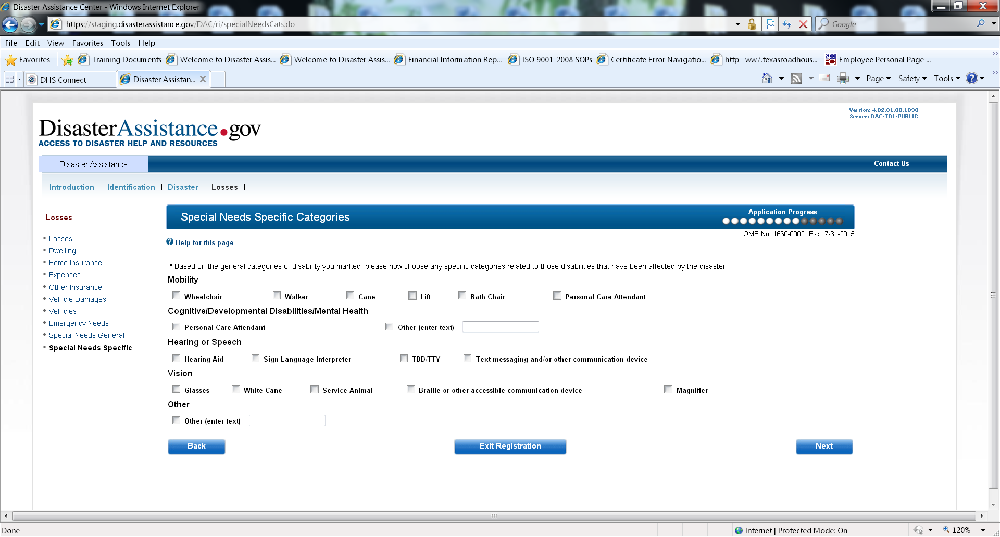 Disaster Assistance Center - Windows Internet Explorer
https://staging.disasterassistance.gov/DAC/ri/specialNeedsCats.do
Google
File Edit View Favorites Tools Help
Favorites Training Documents Welcome to Disaster Assis... Welcome to Disaster Assis... Financial Information Rep... ISO 9001-2008 SOPs Certificate Error Navigatio... http--ww7.texasroadhous... Employee Personal Page ...
DHS Connect Disaster Assistan... Page Safety Tools
Version: 4.02.01.00.1090
Server: DAC-TDL-PUBLIC
DisasterAssistance.gov
ACCESS TO DISASTER HELP AND RESOURCES
Disaster Assistance Contact Us
Introduction | Identification | Disaster | Losses |
Losses
• Losses
• Dwelling
• Home Insurance
• Expenses
• Other Insurance
• Vehicle Damages
• Vehicles
• Emergency Needs
• Special Needs General
• Special Needs Specific
Special Needs Specific Categories
Application Progress
OMB No. 1660-0002, Exp. 7-31-2015
? Help for this page
* Based on the general categories of disability you marked, please now choose any specific categories related to those disabilities that have been affected by the disaster.
Mobility
Wheelchair Walker Cane Lift Bath Chair Personal Care Attendant
Cognitive/Developmental Disabilities/Mental Health
Personal Care Attendant Other (enter text)
Hearing or Speech
Hearing Aid Sign Language Interpreter TDD/TTY Text messaging and/or other communication device
Vision
Glasses White Cane Service Animal Braille or other accessible communication device Magnifier
Other
Other (enter text)
Back Exit Registration Next
Done Internet | Protected Mode: On 120%